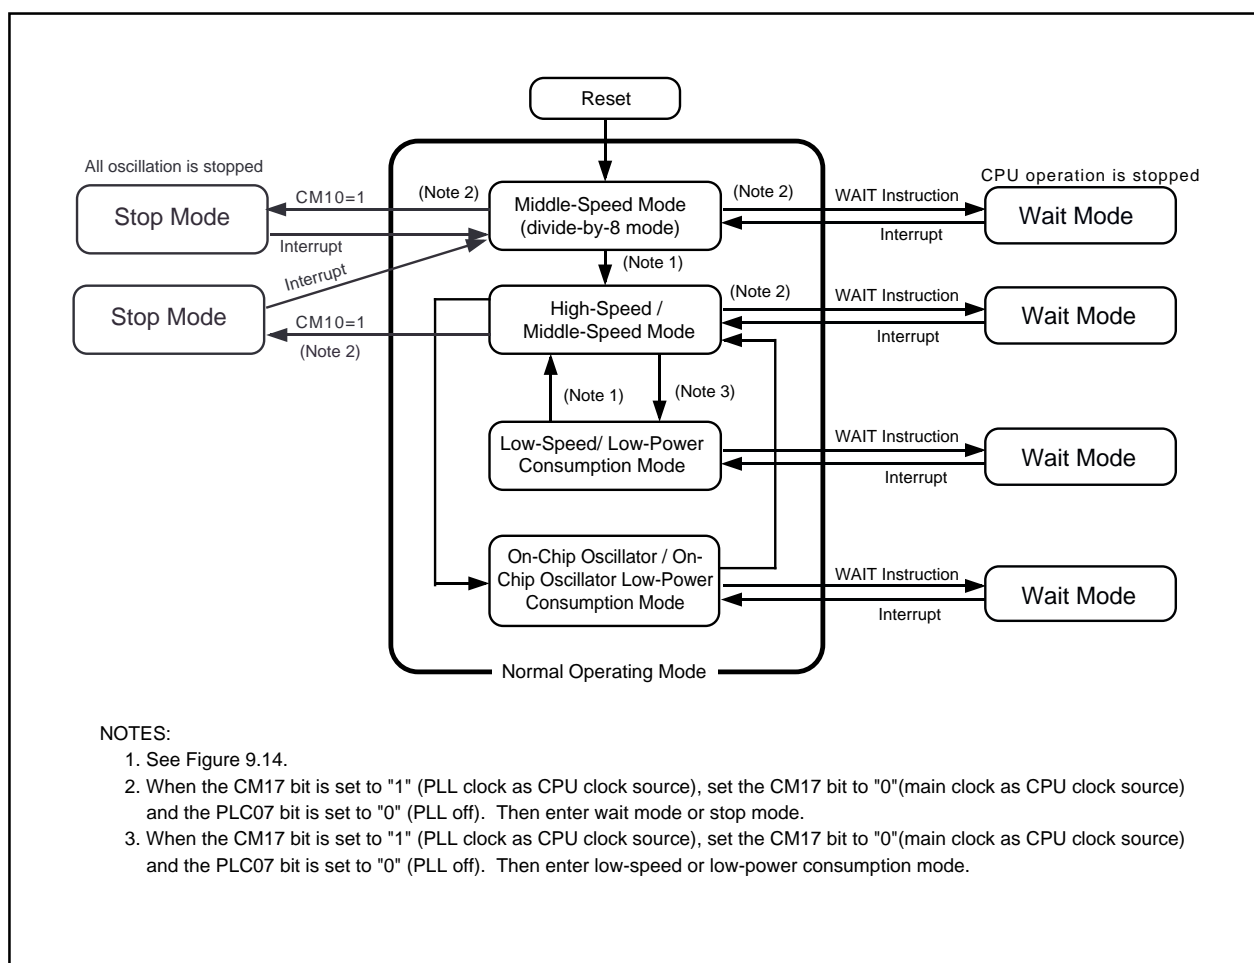 Reset
All oscillation is stopped
CPU operation is stopped
Stop Mode
CM10=1
(Note 2)
Middle-Speed Mode
(divide-by-8 mode)
(Note 2)
WAIT Instruction
Wait Mode
Interrupt
Interrupt
Interrupt
(Note 1)
Stop Mode
CM10=1
(Note 2)
High-Speed /
Middle-Speed Mode
(Note 2)
WAIT Instruction
Interrupt
Wait Mode
(Note 1)
(Note 3)
Low-Speed/ Low-Power
Consumption Mode
WAIT Instruction
Interrupt
Wait Mode
On-Chip Oscillator / On-
Chip Oscillator Low-Power
Consumption Mode
WAIT Instruction
Interrupt
Wait Mode
Normal Operating Mode
NOTES:
1. See Figure 9.14.
2. When the CM17 bit is set to "1" (PLL clock as CPU clock source), set the CM17 bit to "0"(main clock as CPU clock source)
and the PLC07 bit is set to "0" (PLL off). Then enter wait mode or stop mode.
3. When the CM17 bit is set to "1" (PLL clock as CPU clock source), set the CM17 bit to "0"(main clock as CPU clock source)
and the PLC07 bit is set to "0" (PLL off). Then enter low-speed or low-power consumption mode.